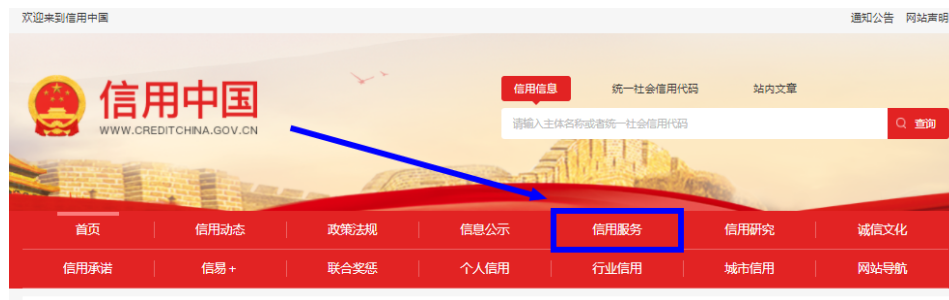 欢迎来到信用中国 通知公告 网站声明
信用中国
WWW.CREDITCHINA.GOV.CN
信用信息 统一社会信用代码 站内文章
请输入主体名称或者统一社会信用代码 查询
首页 信用动态 政策法规 信息公示 信用服务 信用研究 诚信文化
信用承诺 信易+ 联合奖惩 个人信用 行业信用 城市信用 网站导航